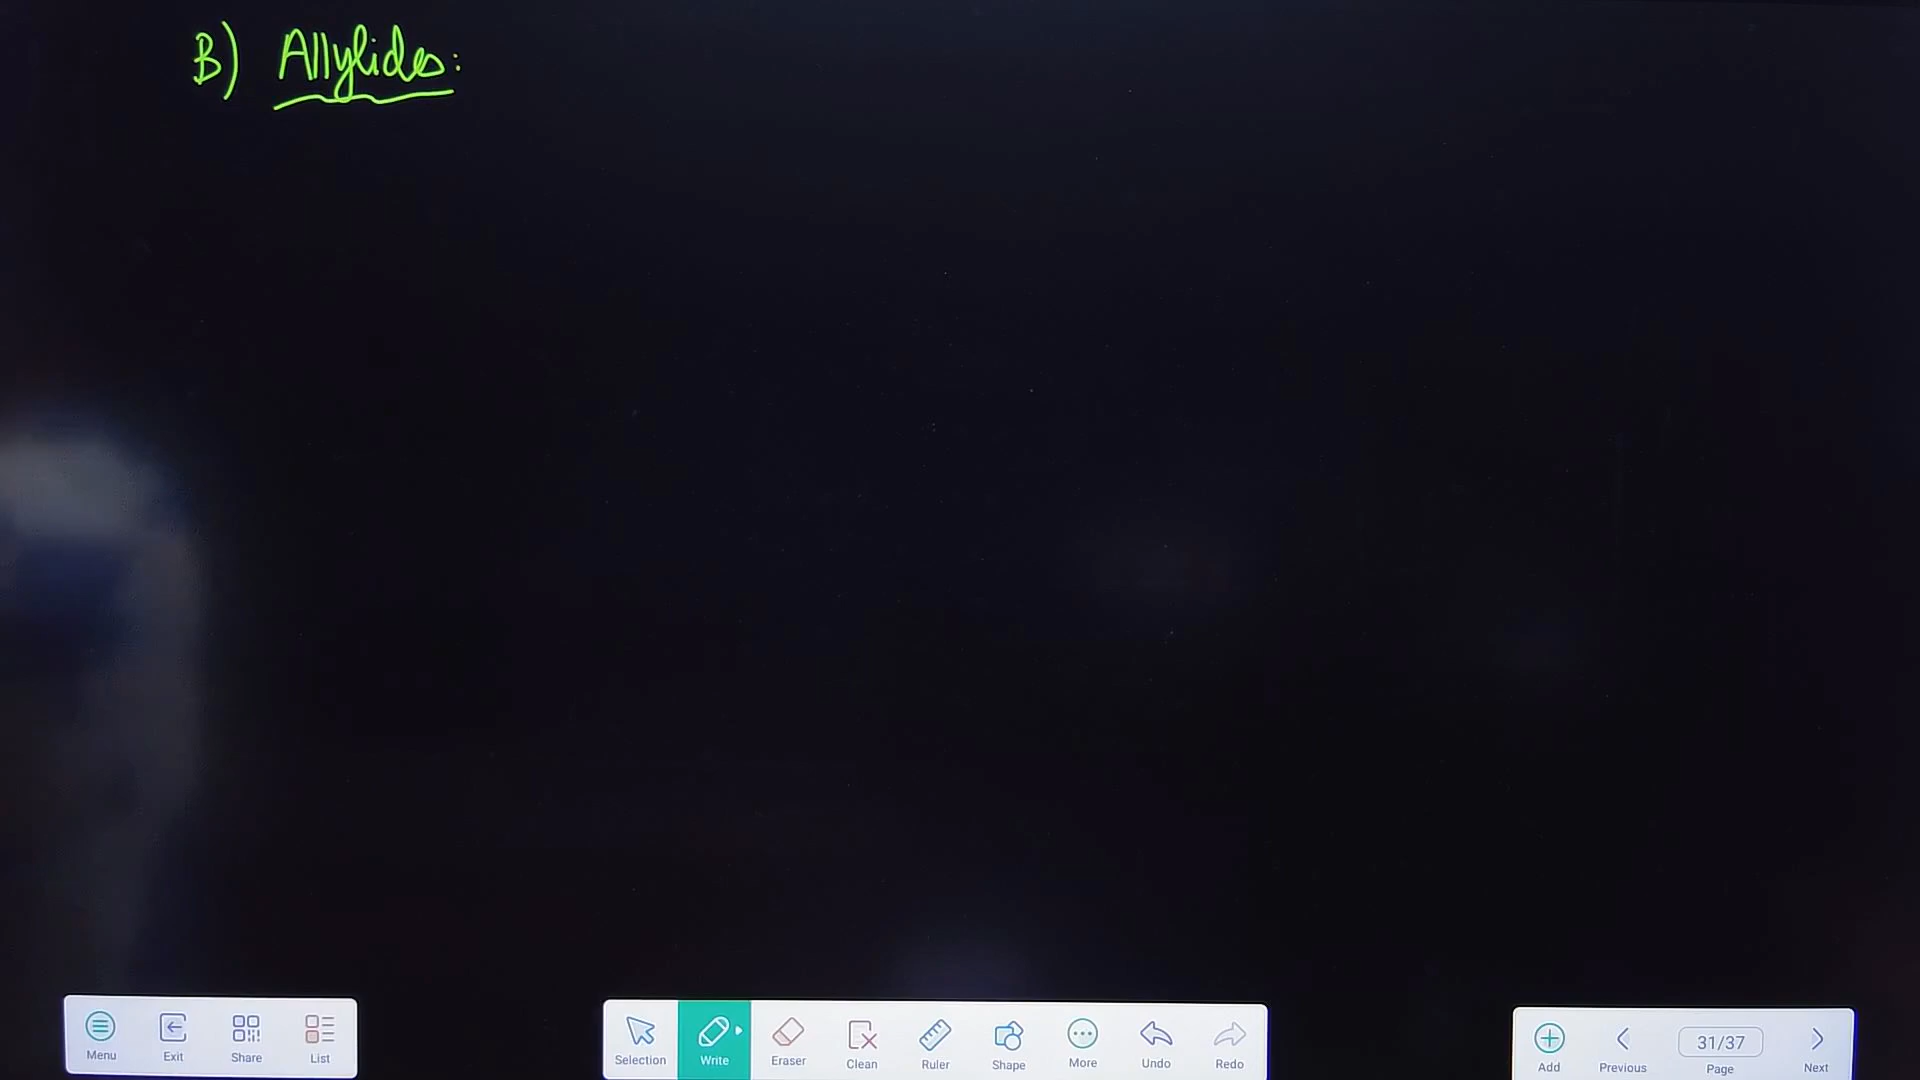 B) Allylides:
Menu Exit Share List
Selection Write Eraser Clean Ruler Shape More Undo Redo
Add Previous 31/37 Page Next